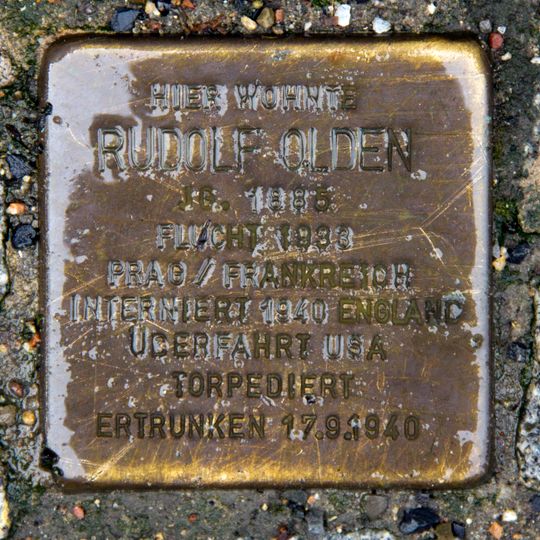 HIER WOHNTE
RUDOLF OLDEN
JG. 1885
FLUCHT 1933
PRAG / FRANKREICH
INTERNIERT 1940 ENGLAND
ÜBERFAHRT USA
TORPEDIERT
ERTRUNKEN 17.9.1940